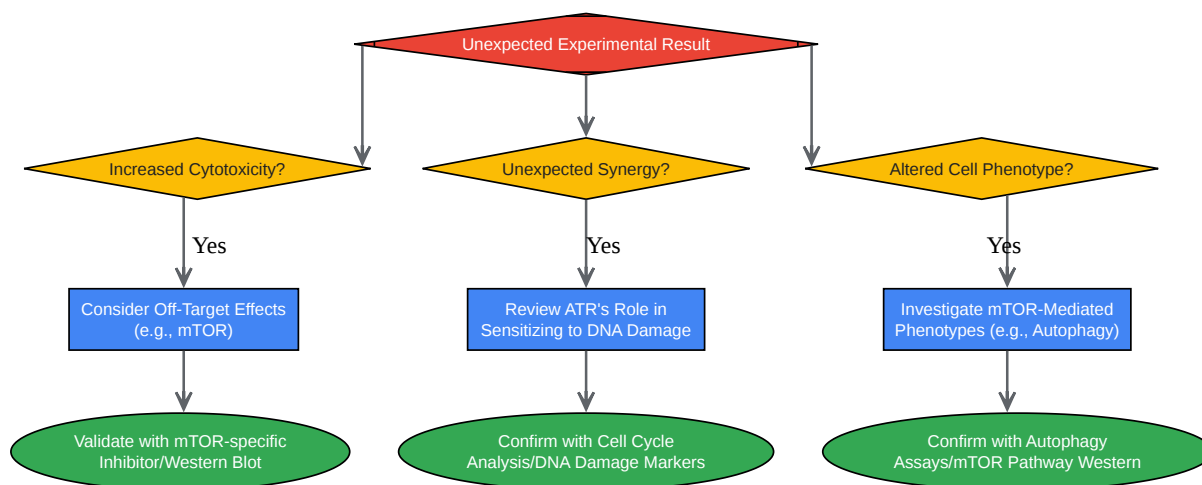 Unexpected Experimental Result
Increased Cytotoxicity?
Unexpected Synergy?
Altered Cell Phenotype?
Yes
Yes
Yes
Consider Off-Target Effects
(e.g., mTOR)
Review ATR's Role in
Sensitizing to DNA Damage
Investigate mTOR-Mediated
Phenotypes (e.g., Autophagy)
Validate with mTOR-specific
Inhibitor/Western Blot
Confirm with Cell Cycle
Analysis/DNA Damage Markers
Confirm with Autophagy
Assays/mTOR Pathway Western